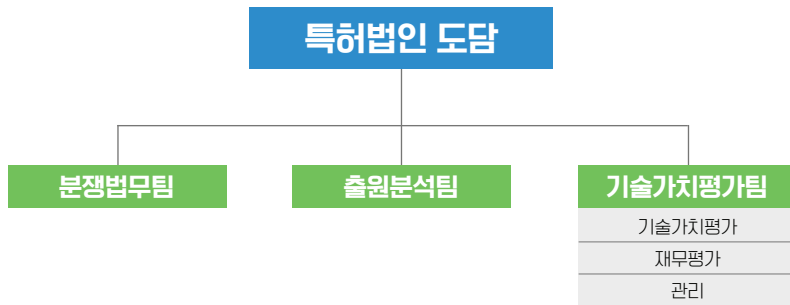 특허법인 도담
분쟁법무팀
출원분석팀
기술가치평가팀
기술가치평가
재무평가
관리